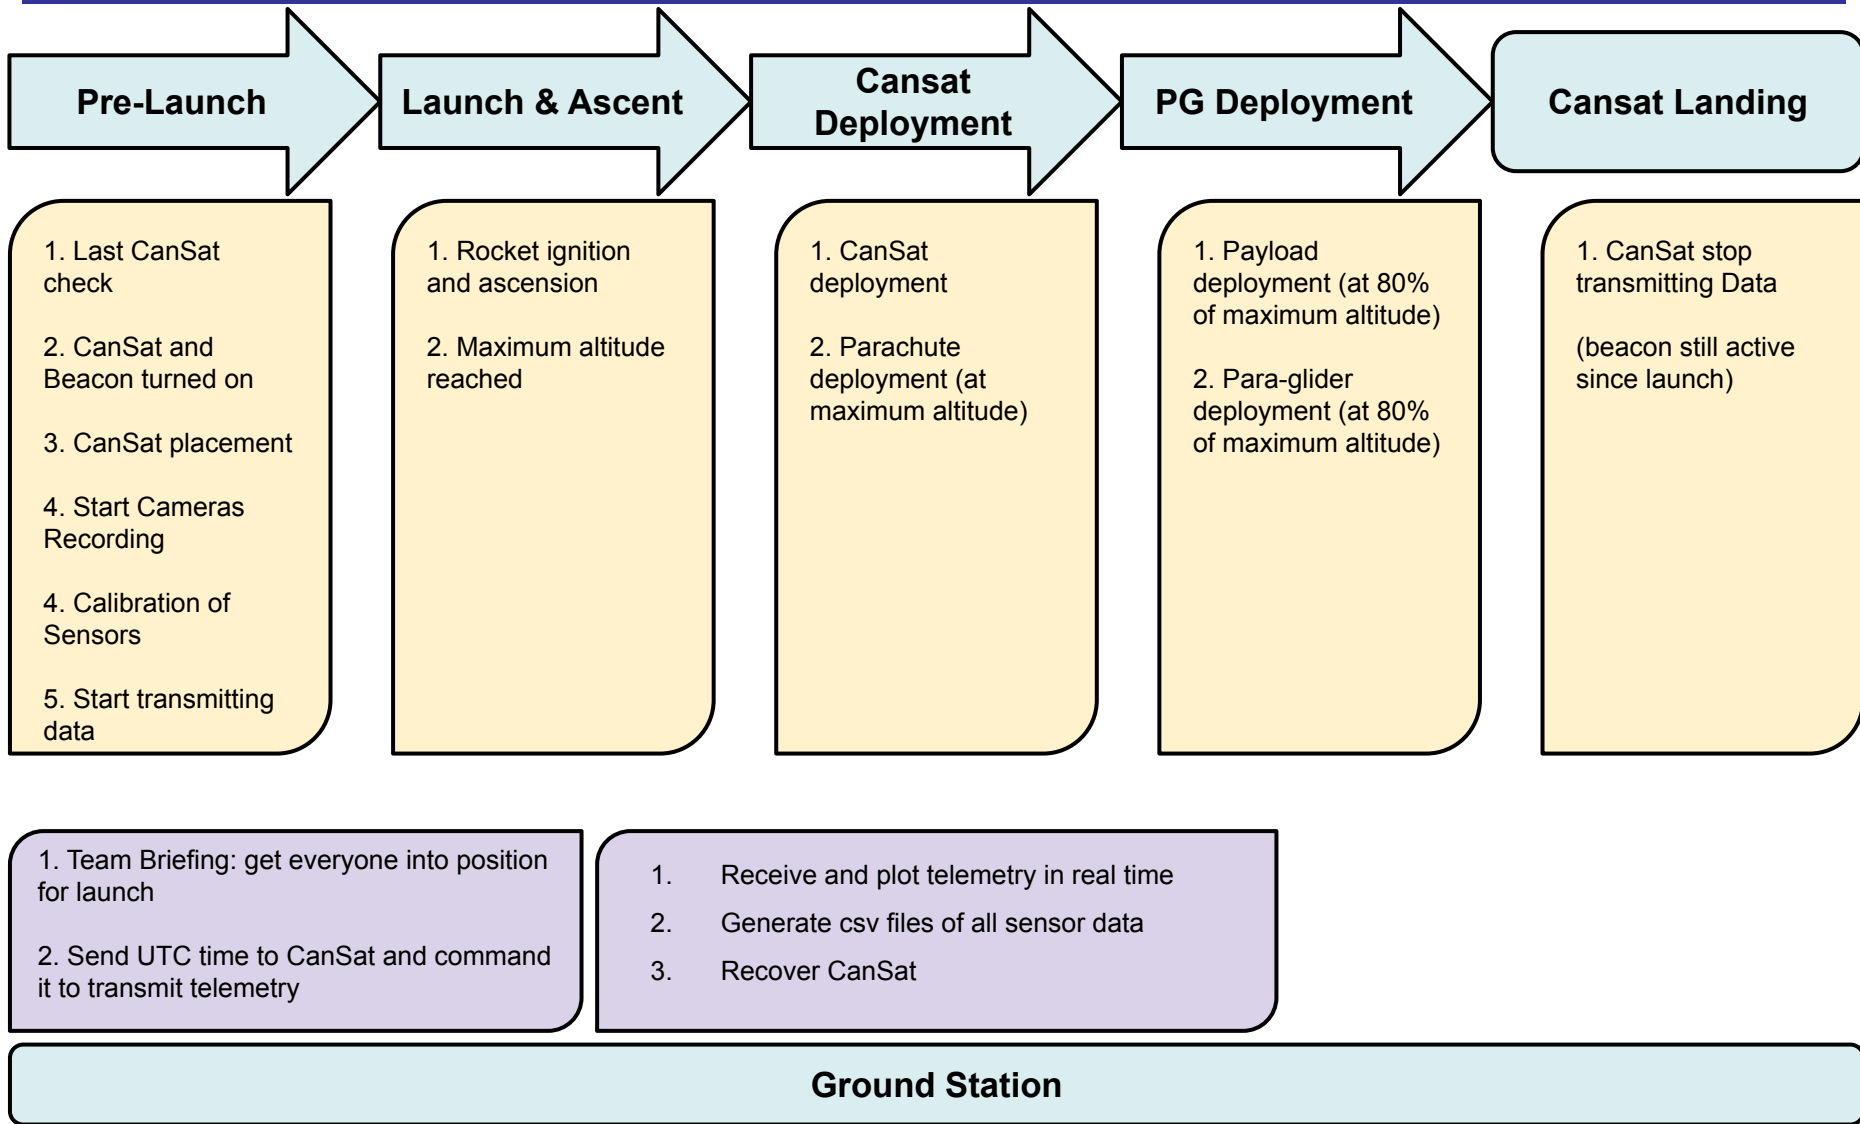 Pre-Launch
Launch & Ascent
Cansat
Deployment
PG Deployment
Cansat Landing
1. Last CanSat
check
2. CanSat and
Beacon turned on
3. CanSat placement
4. Start Cameras
Recording
4. Calibration of
Sensors
5. Start transmitting
data
1. Rocket ignition
and ascension
2. Maximum altitude
reached
1. CanSat
deployment
2. Parachute
deployment (at
maximum altitude)
1. Payload
deployment (at 80%
of maximum altitude)
2. Para-glider
deployment (at 80%
of maximum altitude)
1. CanSat stop
transmitting Data
(beacon still active
since launch)
1. Team Briefing: get everyone into position
for launch
2. Send UTC time to CanSat and command
it to transmit telemetry
1. Receive and plot telemetry in real time
2. Generate csv files of all sensor data
3. Recover CanSat
Ground Station